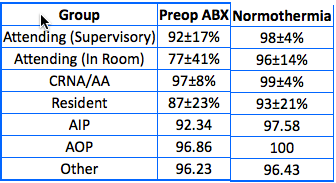 Group Preop ABX Normothermia
Attending (Supervisory) 92±17% 98±4%
Attending (In Room) 77±41% 96±14%
CRNA/AA 97±8% 99±4%
Resident 87±23% 93±21%
AIP 92.34 97.58
AOP 96.86 100
Other 96.23 96.43